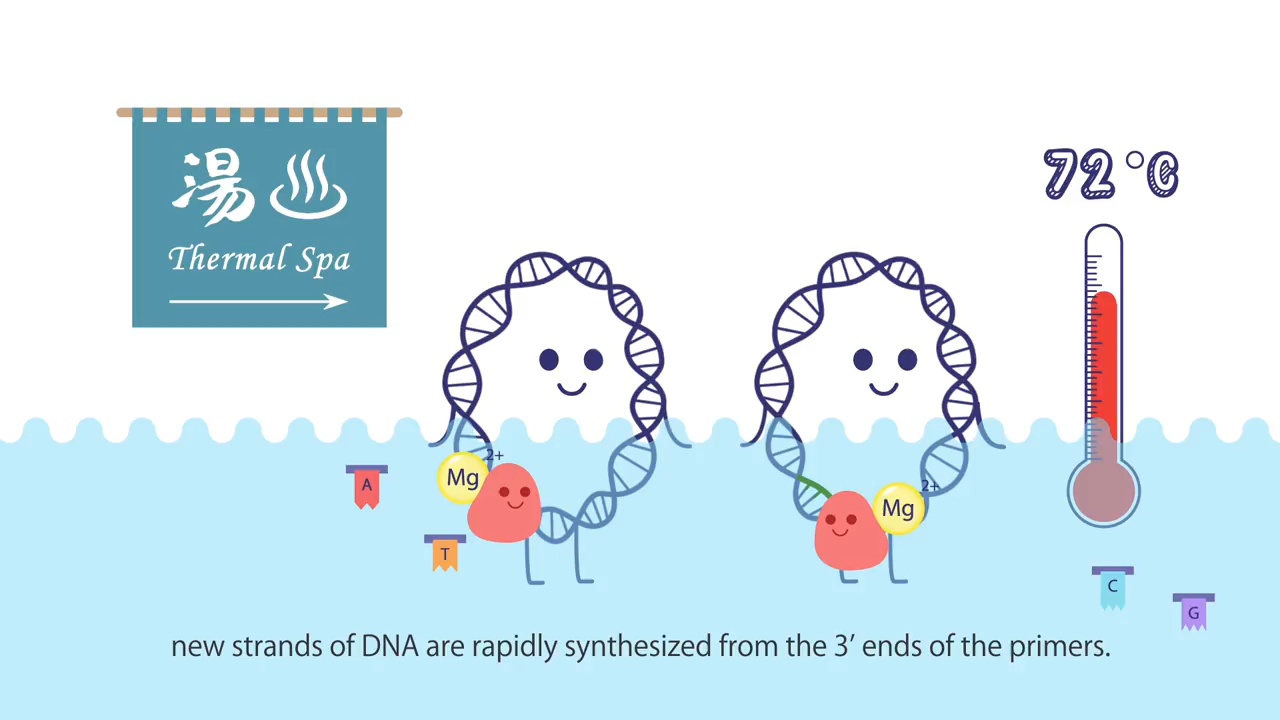 湯
Thermal Spa
72 °C
Mg 2+
Mg 2+
A
T
C
G
new strands of DNA are rapidly synthesized from the 3′ ends of the primers.